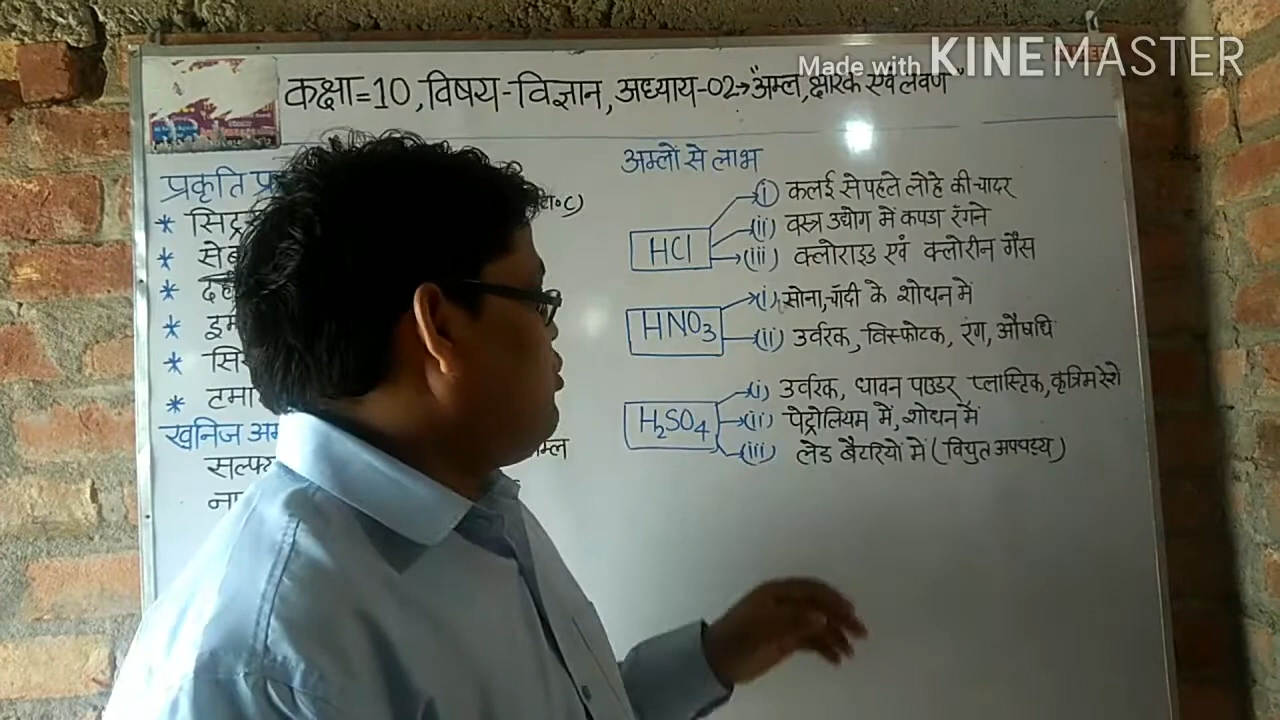 Made with KINEMASTER
कक्षा=10, विषय-विज्ञान, अध्याय-02→"अम्ल, क्षारक एवं लवण"
अम्लों से लाभ
प्रकृति
*
*
*
*
*
*
खनिज
HCl
(i) कलई से पहले लोहे की चादर
(ii) वस्त्र उद्योग में कपडा रंगने
(iii) क्लोराइड एवं क्लोरीन गैस
HNO3
(i) सोना, चाँदी के शोधन में
(ii) उर्वरक, विस्फोटक, रंग, औषधि
H2SO4
(i) उर्वरक, धावन पाउडर प्लास्टिक, कृत्रिम रेशे
(ii) पेट्रोलियम में, शोधन में
(iii) लेड बैटरियो मे (वियुत अपघट्य)